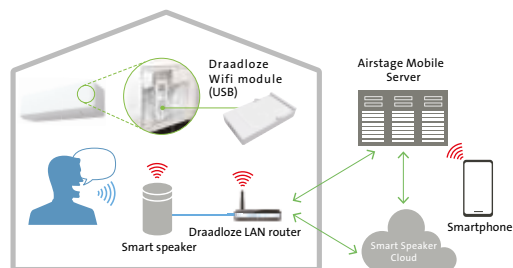 Draadloze
Wifi module
(USB)
Airstage Mobile
Server
Smart speaker
Draadloze LAN router
Smart Speaker
Cloud
Smartphone